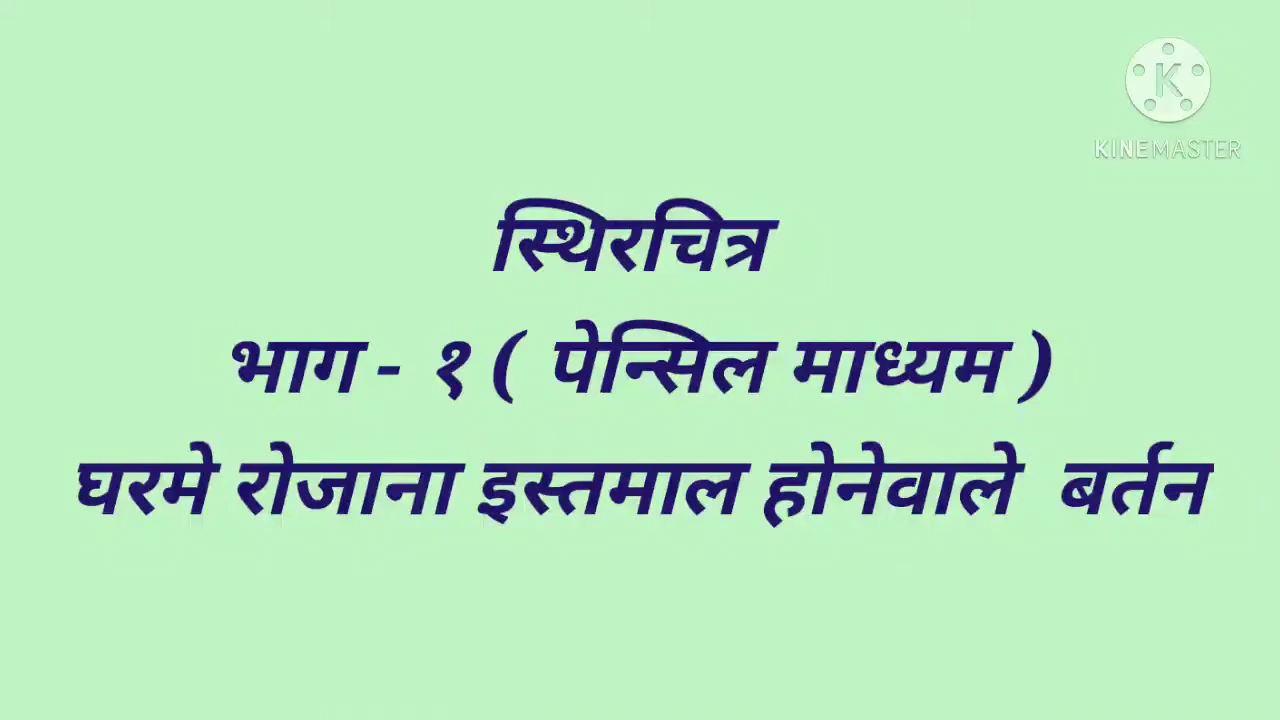 K
KINEMASTER
स्थिरचित्र
भाग - १ ( पेन्सिल माध्यम )
घरमे रोजाना इस्तमाल होनेवाले बर्तन